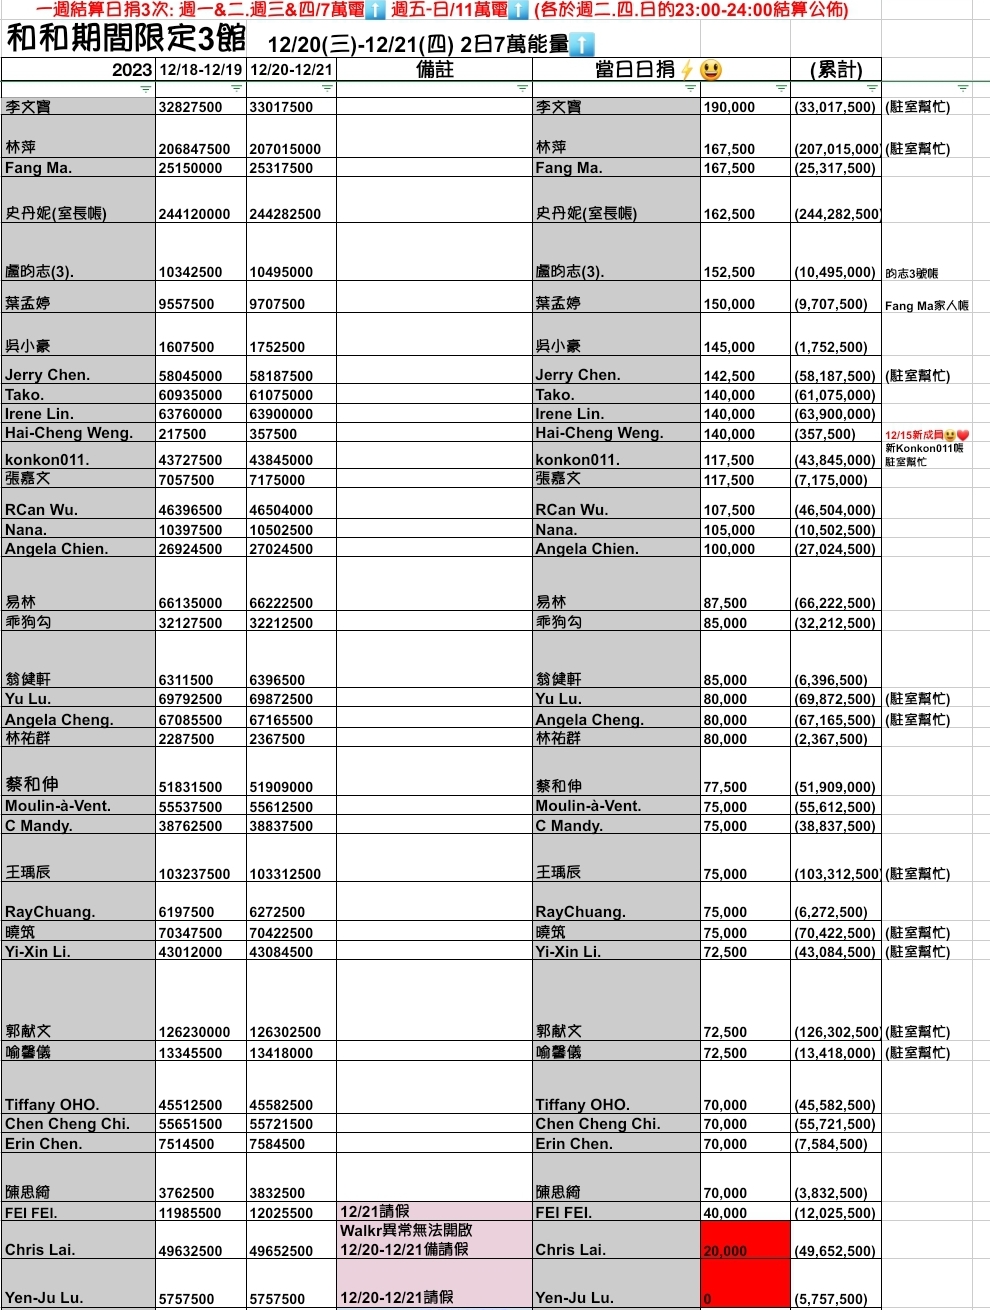 一週結算日捐3次: 週一&二.週三&四/7萬電⬆️ 週五-日/11萬電⬆️ (各於週二.四.日的23:00-24:00結算公佈)
和和期間限定3館 12/20(三)-12/21(四) 2日7萬能量⬆️
2023 12/18-12/19 12/20-12/21 備註 當日日捐⚡😃 (累計)
李文寶 32827500 33017500 李文寶 190,000 (33,017,500) (駐室幫忙)
林萍 206847500 207015000 林萍 167,500 (207,015,000) (駐室幫忙)
Fang Ma. 25150000 25317500 Fang Ma. 167,500 (25,317,500)
史丹妮(室長帳) 244120000 244282500 史丹妮(室長帳) 162,500 (244,282,500)
盧昀志(3). 10342500 10495000 盧昀志(3). 152,500 (10,495,000) 昀志3號帳
葉孟婷 9557500 9707500 葉孟婷 150,000 (9,707,500) Fang Ma家人帳
吳小豪 1607500 1752500 吳小豪 145,000 (1,752,500)
Jerry Chen. 58045000 58187500 Jerry Chen. 142,500 (58,187,500) (駐室幫忙)
Tako. 60935000 61075000 Tako. 140,000 (61,075,000)
Irene Lin. 63760000 63900000 Irene Lin. 140,000 (63,900,000)
Hai-Cheng Weng. 217500 357500 Hai-Cheng Weng. 140,000 (357,500) 12/15新成員😃❤️
konkon011. 43727500 43845000 konkon011. 117,500 (43,845,000) 新Konkon011帳
駐室幫忙
張嘉文 7057500 7175000 張嘉文 117,500 (7,175,000)
RCan Wu. 46396500 46504000 RCan Wu. 107,500 (46,504,000)
Nana. 10397500 10502500 Nana. 105,000 (10,502,500)
Angela Chien. 26924500 27024500 Angela Chien. 100,000 (27,024,500)
易林 66135000 66222500 易林 87,500 (66,222,500)
乖狗勾 32127500 32212500 乖狗勾 85,000 (32,212,500)
翁健軒 6311500 6396500 翁健軒 85,000 (6,396,500)
Yu Lu. 69792500 69872500 Yu Lu. 80,000 (69,872,500) (駐室幫忙)
Angela Cheng. 67085500 67165500 Angela Cheng. 80,000 (67,165,500) (駐室幫忙)
林祐群 2287500 2367500 林祐群 80,000 (2,367,500)
蔡和伸 51831500 51909000 蔡和伸 77,500 (51,909,000)
Moulin-à-Vent. 55537500 55612500 Moulin-à-Vent. 75,000 (55,612,500)
C Mandy. 38762500 38837500 C Mandy. 75,000 (38,837,500)
王瑀辰 103237500 103312500 王瑀辰 75,000 (103,312,500) (駐室幫忙)
RayChuang. 6197500 6272500 RayChuang. 75,000 (6,272,500)
曉筑 70347500 70422500 曉筑 75,000 (70,422,500) (駐室幫忙)
Yi-Xin Li. 43012000 43084500 Yi-Xin Li. 72,500 (43,084,500) (駐室幫忙)
郭献文 126230000 126302500 郭献文 72,500 (126,302,500) (駐室幫忙)
喻馨儀 13345500 13418000 喻馨儀 72,500 (13,418,000) (駐室幫忙)
Tiffany OHO. 45512500 45582500 Tiffany OHO. 70,000 (45,582,500)
Chen Cheng Chi. 55651500 55721500 Chen Cheng Chi. 70,000 (55,721,500)
Erin Chen. 7514500 7584500 Erin Chen. 70,000 (7,584,500)
陳思綺 3762500 3832500 陳思綺 70,000 (3,832,500)
FEI FEI. 11985500 12025500 12/21請假 FEI FEI. 40,000 (12,025,500)
Walkr異常無法開啟
Chris Lai. 49632500 49652500 12/20-12/21備請假 Chris Lai. 20,000 (49,652,500)
Yen-Ju Lu. 5757500 5757500 12/20-12/21請假 Yen-Ju Lu. 0 (5,757,500)